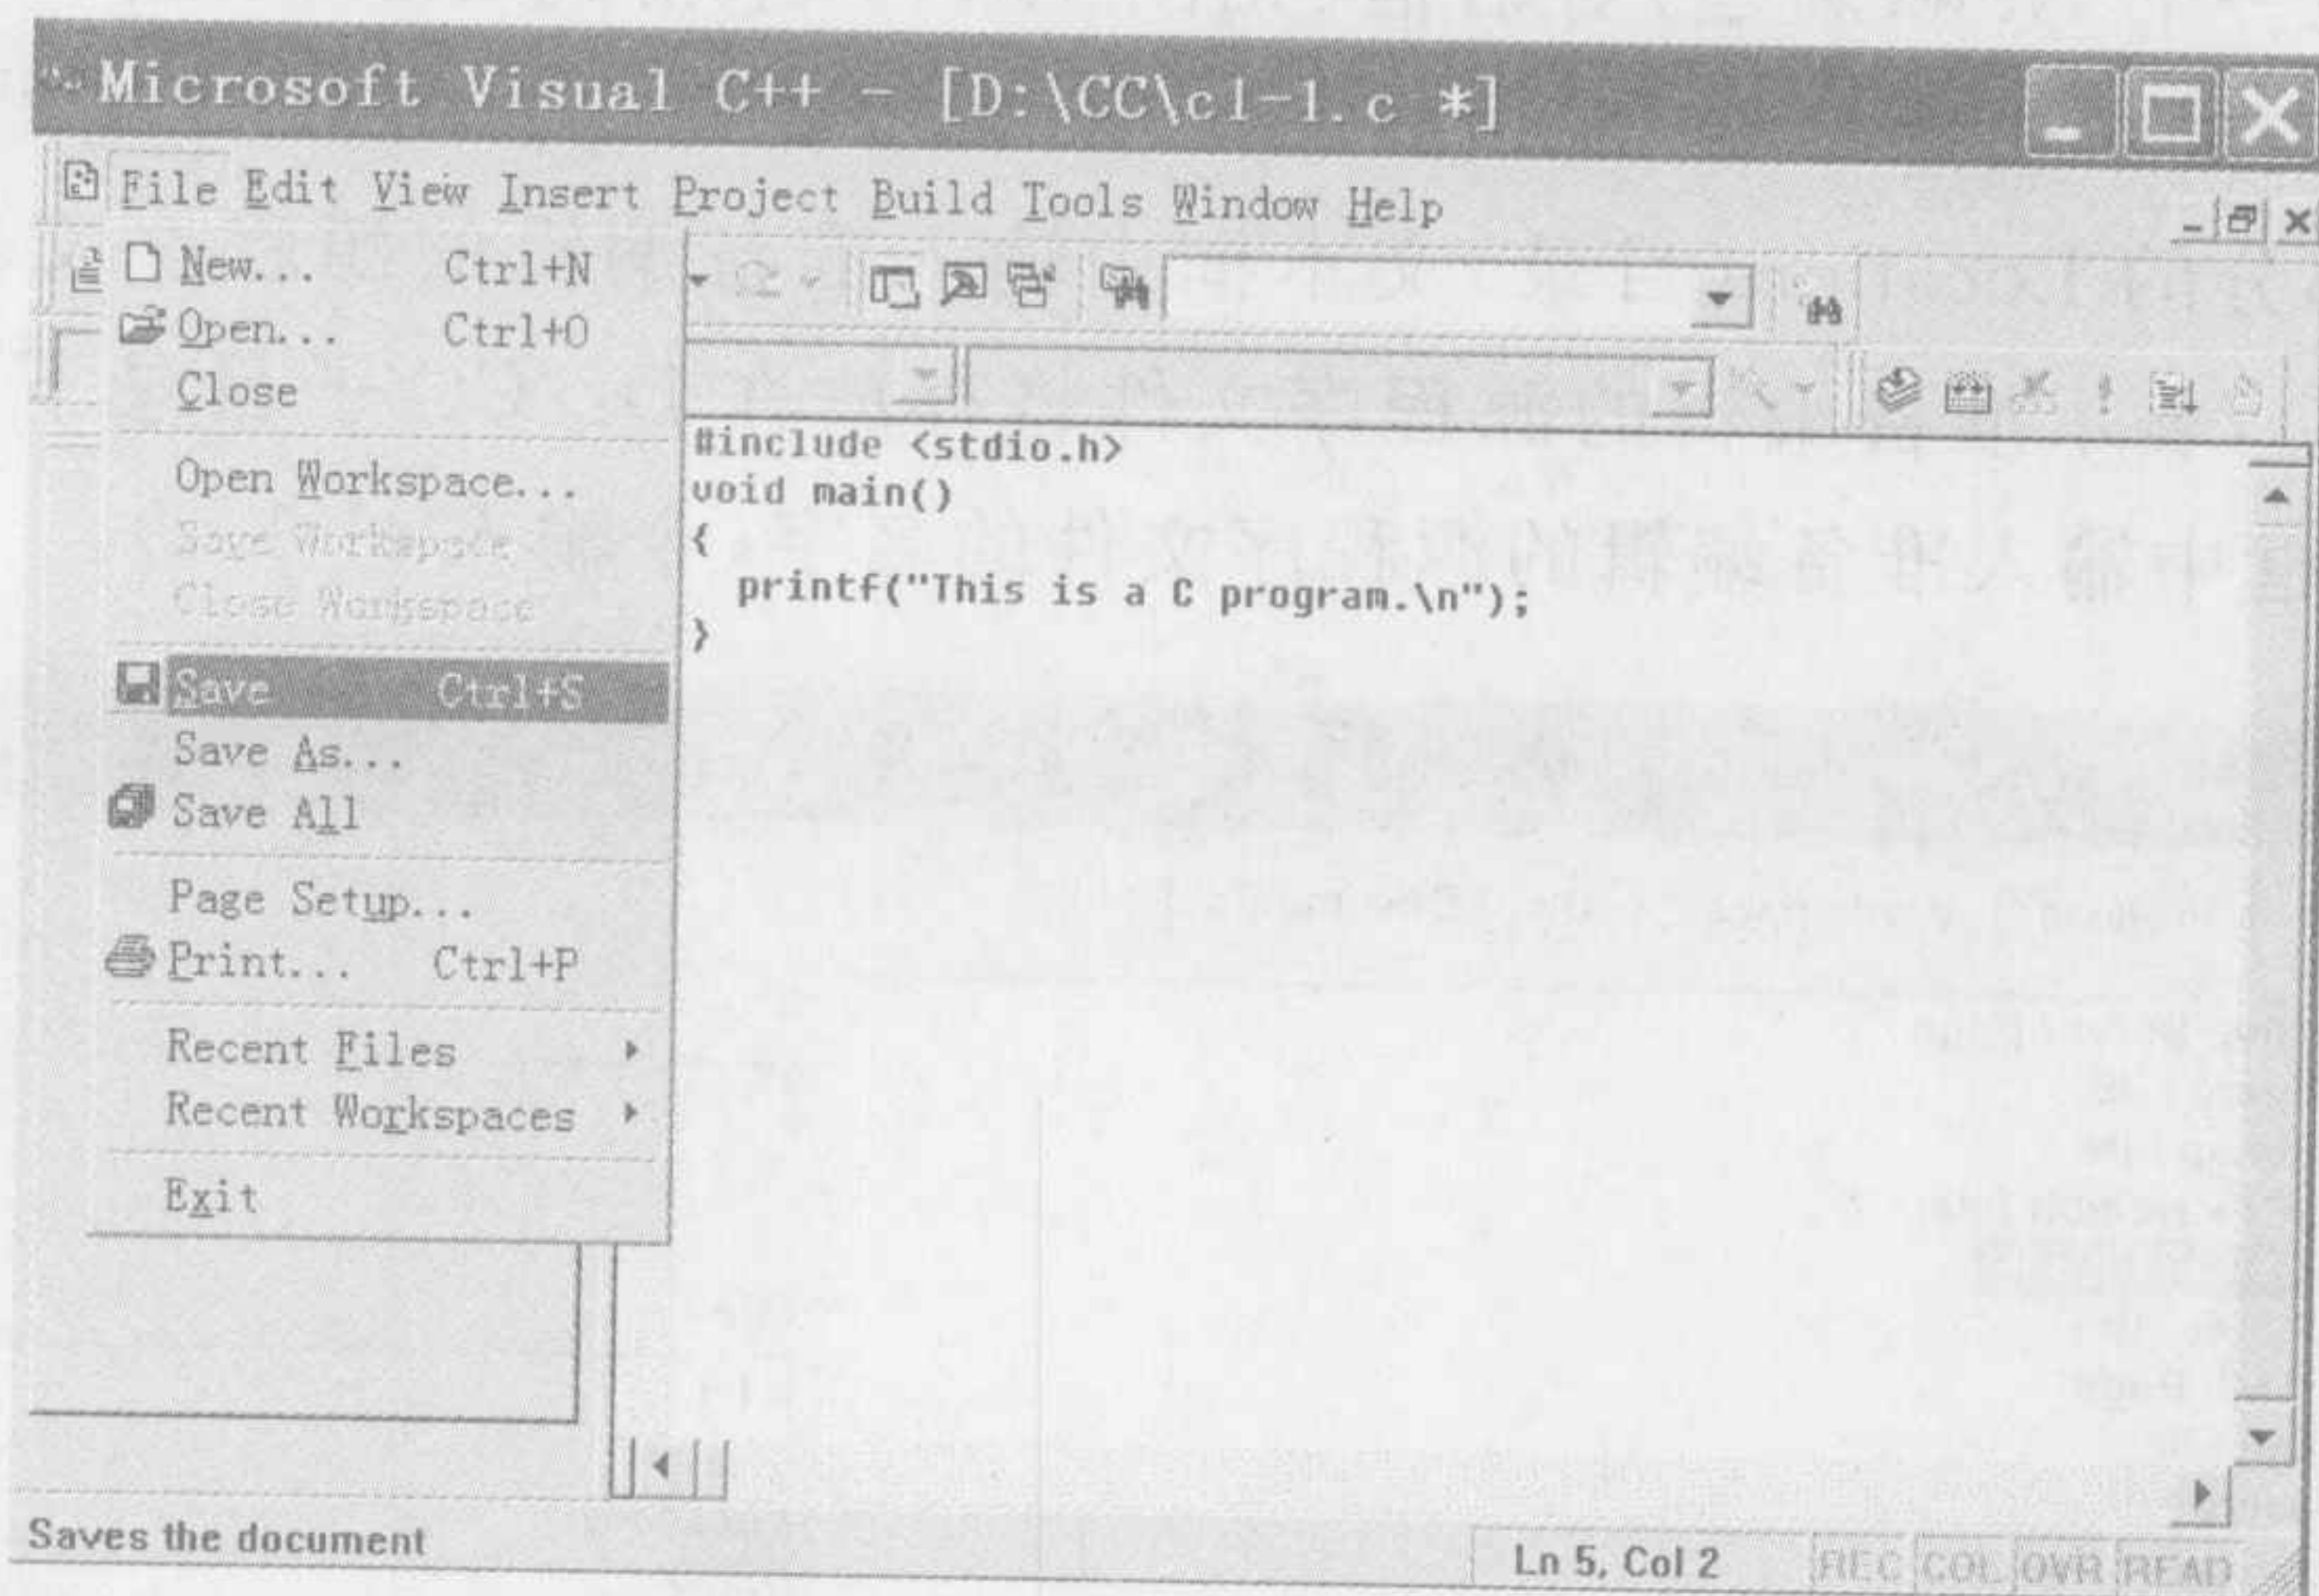 Microsoft Visual C++ - [D:\CC\c1-1.c *]
File Edit View Insert Project Build Tools Window Help
New... Ctrl+N
Open... Ctrl+O
Close
Open Workspace...
Save Workspace
Close Workspace
Save Ctrl+S
Save As...
Save All
Page Setup...
Print... Ctrl+P
Recent Files
Recent Workspaces
Exit
#include <stdio.h>
void main()
{
printf("This is a C program.\n");
}
Saves the document
Ln 5, Col 2 REC COL OVR READ